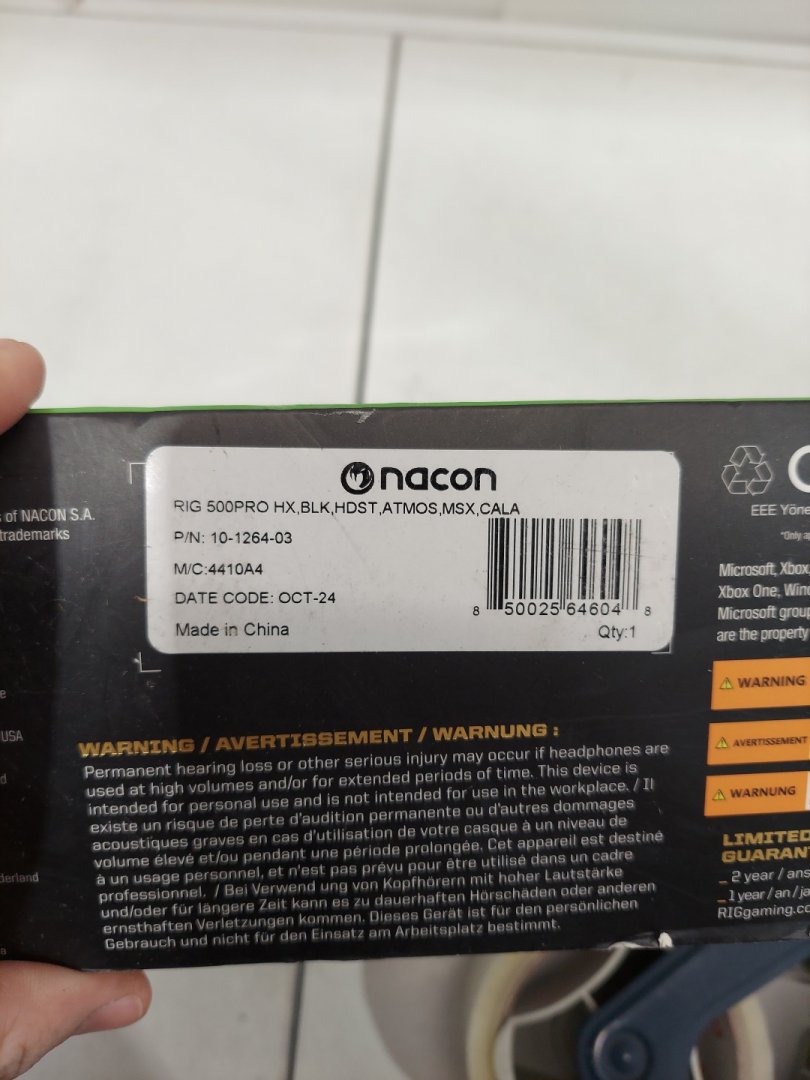 nacon
RIG 500PRO HX,BLK,HDST,ATMOS,MSX,CALA
P/N: 10-1264-03
M/C:4410A4
DATE CODE: OCT-24
Made in China
8 50025 64604 8
Qty:1
of NACON S.A.
trademarks
USA
EEE Yöne
Microsoft, Xbox,
Xbox One, Wind
Microsoft group
are the property
WARNING
AVERTISSEMENT
WARNUNG
WARNING / AVERTISSEMENT / WARNUNG :
Permanent hearing loss or other serious injury may occur if headphones are
used at high volumes and/or for extended periods of time. This device is
intended for personal use and is not intended for use in the workplace. / Il
existe un risque de perte d'audition permanente ou d'autres dommages
acoustiques graves en cas d'utilisation de votre casque à un niveau de
volume élevé et/ou pendant une période prolongée. Cet appareil est destiné
à un usage personnel, et n'est pas prévu pour être utilisé dans un cadre
professionnel. / Bei Verwend ung von Kopfhörern mit hoher Lautstärke
und/oder für längere Zeit kann es zu dauerhaften Hörschäden oder anderen
ernsthaften Verletzungen kommen. Dieses Gerät ist für den persönlichen
Gebrauch und nicht für den Einsatz am Arbeitsplatz bestimmt.
LIMITED
GUARAN
_ 2 year / ans
_ 1 year / an / ja
RIGgaming.co